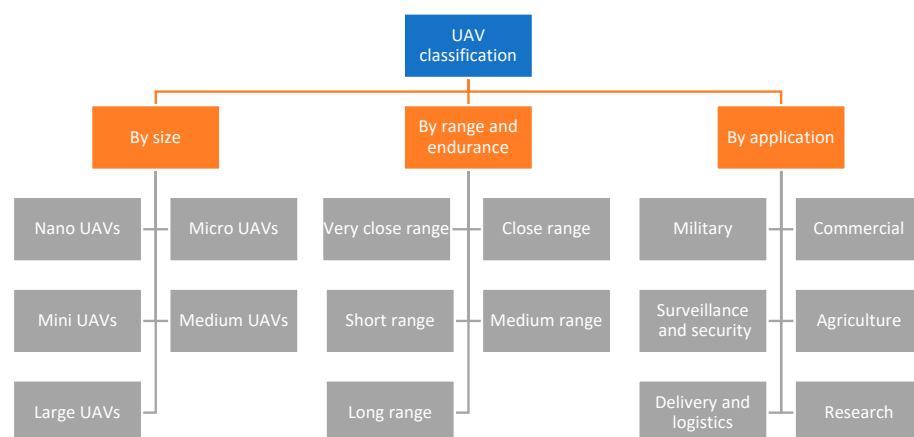 UAV
classification
By size
By range and
endurance
By application
Nano UAVs
Micro UAVs
Very close range
Close range
Military
Commercial
Mini UAVs
Medium UAVs
Short range
Medium range
Surveillance
and security
Agriculture
Large UAVs
Long range
Delivery and
logistics
Research